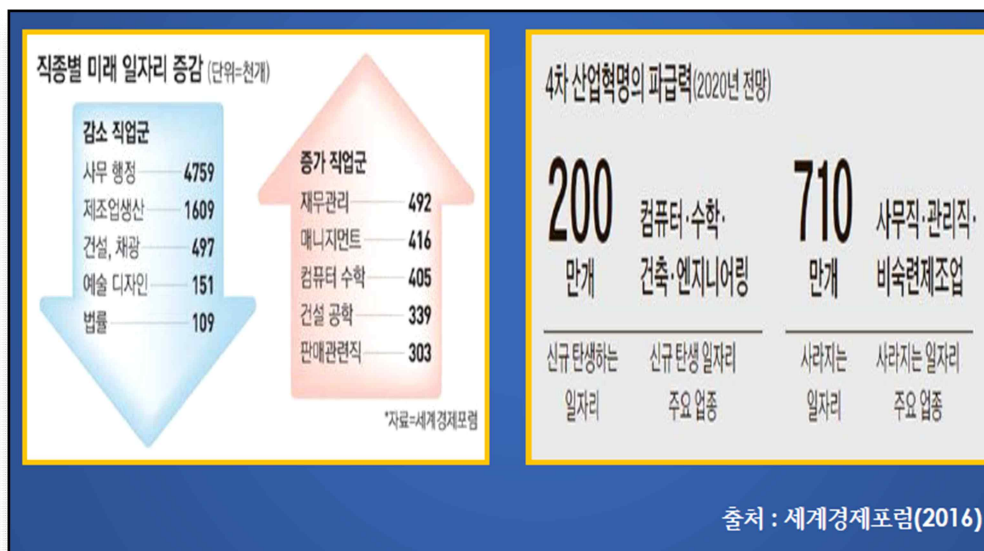 직종별 미래 일자리 증감 (단위=천개)
감소 직업군
사무 행정 4759
제조업생산 1609
건설, 채광 497
예술 디자인 151
법률 109
증가 직업군
재무관리 492
매니지먼트 416
컴퓨터 수학 405
건설 공학 339
판매관련직 303
*자료=세계경제포럼
4차 산업혁명의 파급력(2020년 전망)
200
만개
컴퓨터·수학·
건축·엔지니어링
710
만개
사무직·관리직·
비숙련제조업
신규 탄생하는
일자리
신규 탄생 일자리
주요 업종
사라지는
일자리
사라지는 일자리
주요 업종
출처 : 세계경제포럼(2016)